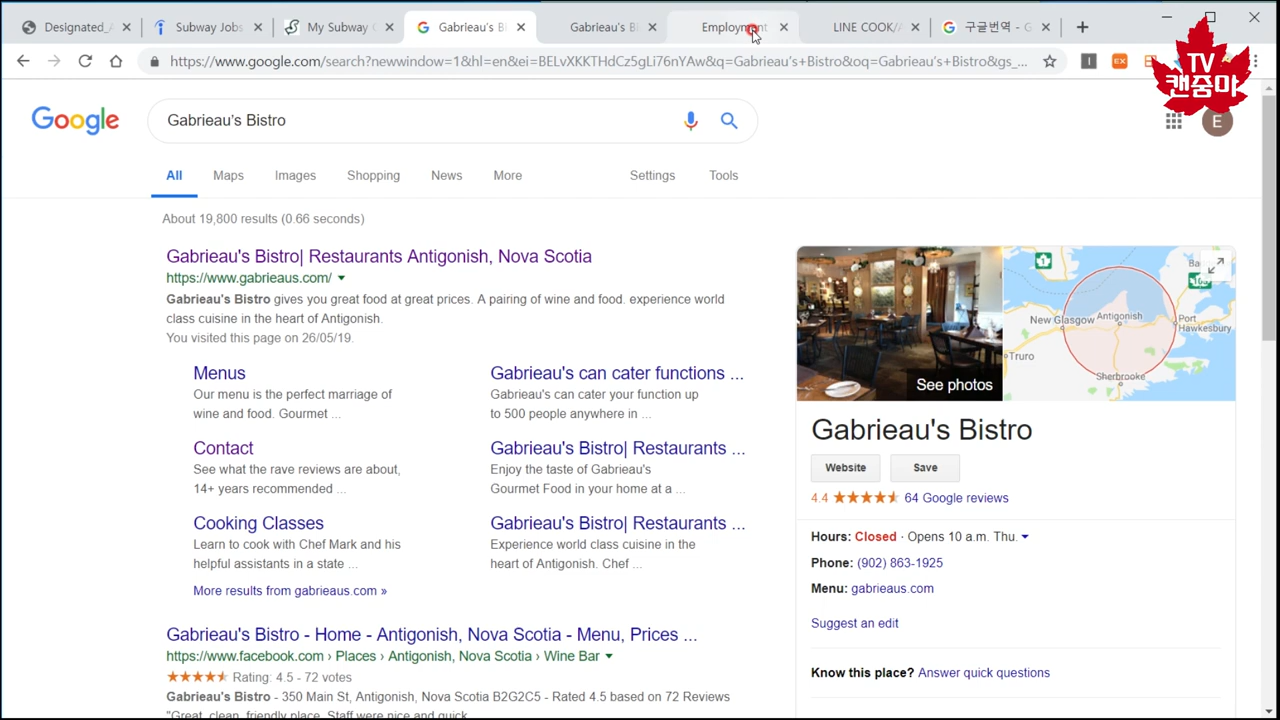 Designated_
Subway Jobs
My Subway
Gabrieau's Bi
Gabrieau's Bi
Employment
LINE COOK/
구글번역 - G
https://www.google.com/search?newwindow=1&hl=en&ei=BELvXKKTHdCz5gLi76nYAw&q=Gabrieau's+Bistro&oq=Gabrieau's+Bistro&gs_...
EX
TV
캔줌마
Google
Gabrieau's Bistro
E
All
Maps
Images
Shopping
News
More
Settings
Tools
About 19,800 results (0.66 seconds)
Gabrieau's Bistro| Restaurants Antigonish, Nova Scotia
https://www.gabrieaus.com/
Gabrieau's Bistro gives you great food at great prices. A pairing of wine and food. experience world
class cuisine in the heart of Antigonish.
You visited this page on 26/05/19.
Menus
Our menu is the perfect marriage of
wine and food. Gourmet ...
Gabrieau's can cater functions ...
Gabrieau's can cater your function up
to 500 people anywhere in ...
Contact
See what the rave reviews are about,
14+ years recommended ...
Gabrieau's Bistro| Restaurants ...
Enjoy the taste of Gabrieau's
Gourmet Food in your home at a ...
Cooking Classes
Learn to cook with Chef Mark and his
helpful assistants in a state ...
Gabrieau's Bistro| Restaurants ...
Experience world class cuisine in the
heart of Antigonish. Chef ...
More results from gabrieaus.com »
Gabrieau's Bistro - Home - Antigonish, Nova Scotia - Menu, Prices ...
https://www.facebook.com › Places › Antigonish, Nova Scotia › Wine Bar
Rating: 4.5 - 72 votes
Gabrieau's Bistro - 350 Main St, Antigonish, Nova Scotia B2G2C5 - Rated 4.5 based on 72 Reviews
"Great, clean, friendly place. Staff were nice and quick
See photos
New Glasgow
Antigonish
Port
Hawkesbury
Truro
Sherbrooke
Gabrieau's Bistro
Website
Save
4.4
64 Google reviews
Hours: Closed · Opens 10 a.m. Thu.
Phone: (902) 863-1925
Menu: gabrieaus.com
Suggest an edit
Know this place? Answer quick questions